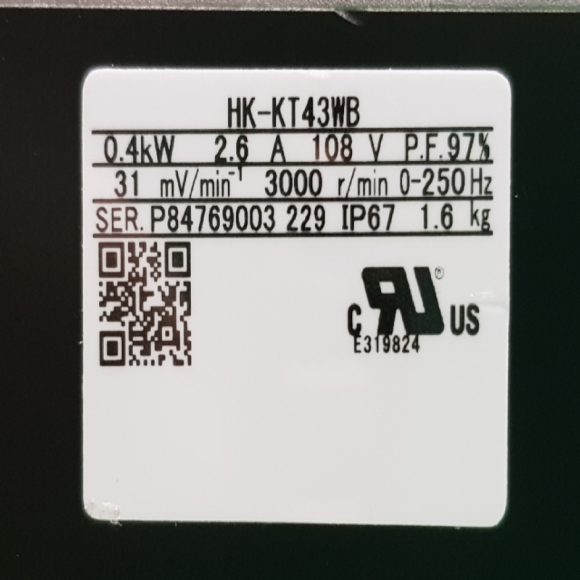 HK-KT43WB
0.4kW 2.6 A 108 V P.F.97%
31 mV/min⁻¹ 3000 r/min 0-250Hz
SER. P84769003 229 IP67 1.6 kg
C RU® US
E319824